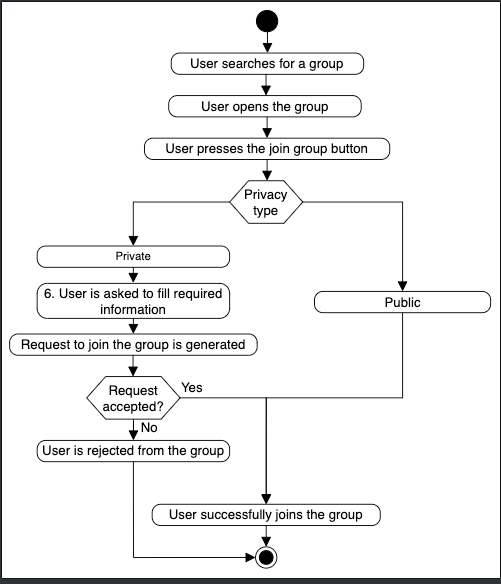 User searches for a group
User opens the group
User presses the join group button
Privacy
type
Private
6. User is asked to fill required
information
Public
Request to join the group is generated
Request
accepted?
Yes
No
User is rejected from the group
User successfully joins the group